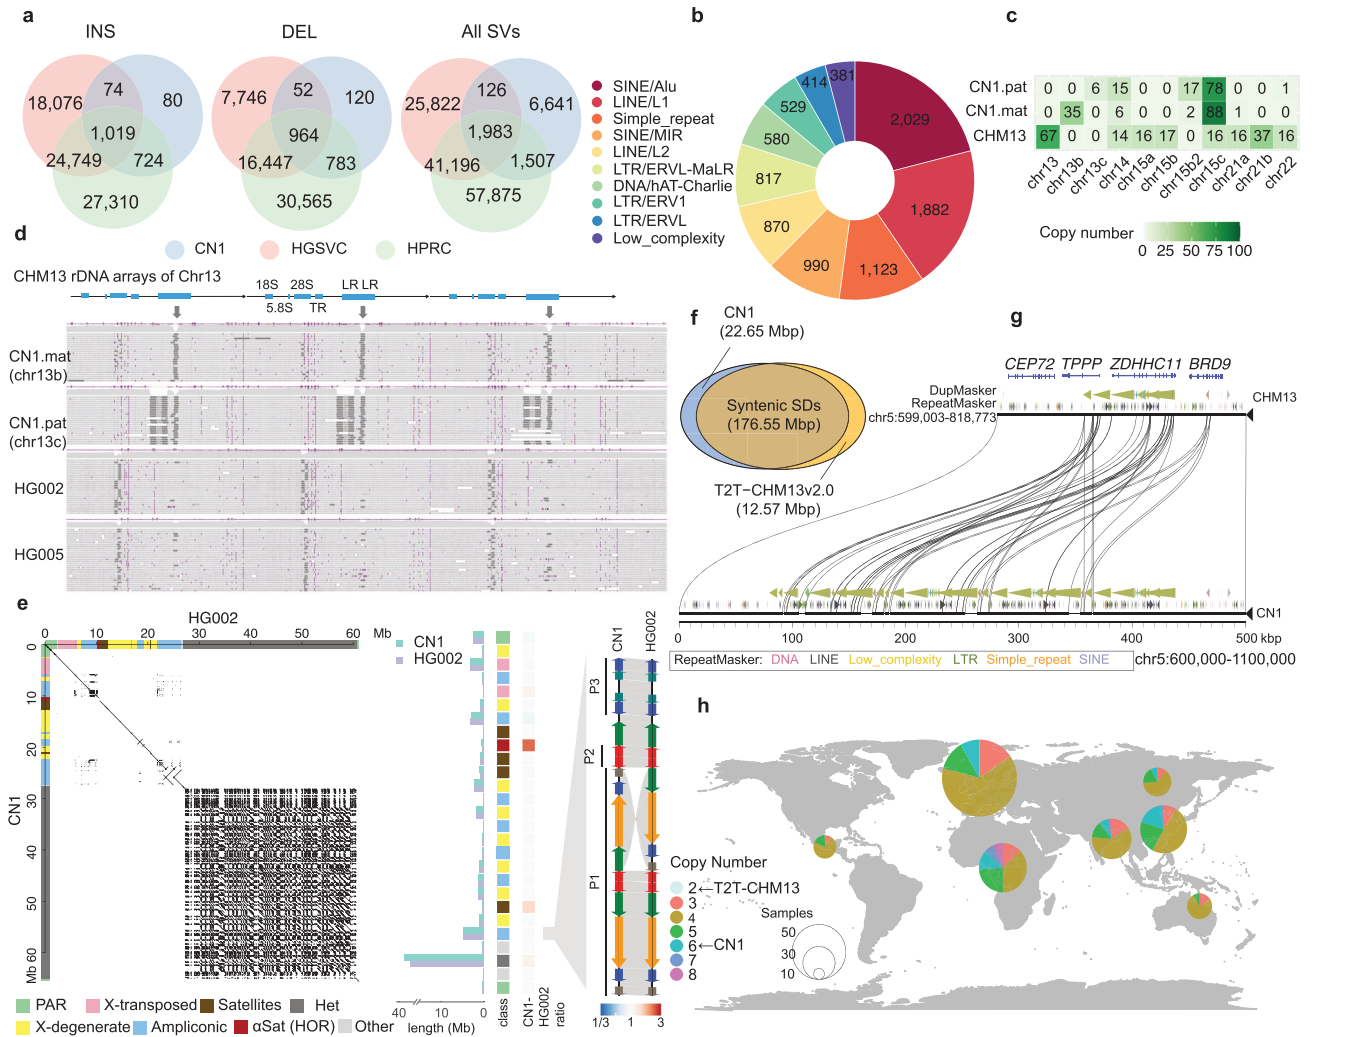 a
INS
DEL
All SVs
18,076
74
80
1,019
24,749
724
27,310
7,746
52
120
964
16,447
783
30,565
25,822
126
6,641
1,983
41,196
1,507
57,875
CN1
HGSVC
HPRC
b
SINE/Alu
LINE/L1
Simple_repeat
SINE/MIR
LINE/L2
LTR/ERVL-MaLR
DNA/hAT-Charlie
LTR/ERV1
LTR/ERVL
Low_complexity
2,029
1,882
1,123
990
870
817
580
529
414
381
c
CN1.pat 0 0 6 15 0 0 17 78 0 0 1
CN1.mat 0 35 0 6 0 0 2 88 1 0 0
CHM13 67 0 0 14 16 17 0 16 16 37 16
chr13 chr13b chr13c chr14 chr15a chr15b chr15b2 chr15c chr21a chr21b chr22
Copy number
0 25 50 75 100
d
CHM13 rDNA arrays of Chr13
18S 28S LR LR
5.8S TR
CN1.mat
(chr13b)
CN1.pat
(chr13c)
HG002
HG005
e
HG002
0 10 20 30 40 50 60 Mb
CN1
0
10
20
30
40
50
Mb 60
PAR
X-transposed
Satellites
Het
X-degenerate
Ampliconic
αSat (HOR)
Other
CN1
HG002
40 10 0
length (Mb)
class
CN1-
HG002
ratio
CN1
HG002
P3
P2
P1
1/3 1 3
f
CN1
(22.65 Mbp)
Syntenic SDs
(176.55 Mbp)
T2T−CHM13v2.0
(12.57 Mbp)
g
CEP72 TPPP ZDHHC11 BRD9
DupMasker
RepeatMasker
chr5:599,003-818,773
CHM13
CN1
0 100 200 300 400 500 kbp
RepeatMasker: DNA LINE Low_complexity LTR Simple_repeat SINE
chr5:600,000-1100,000
h
Copy Number
2←T2T-CHM13
3
4
5
6←CN1
7
8
Samples
50
30
10